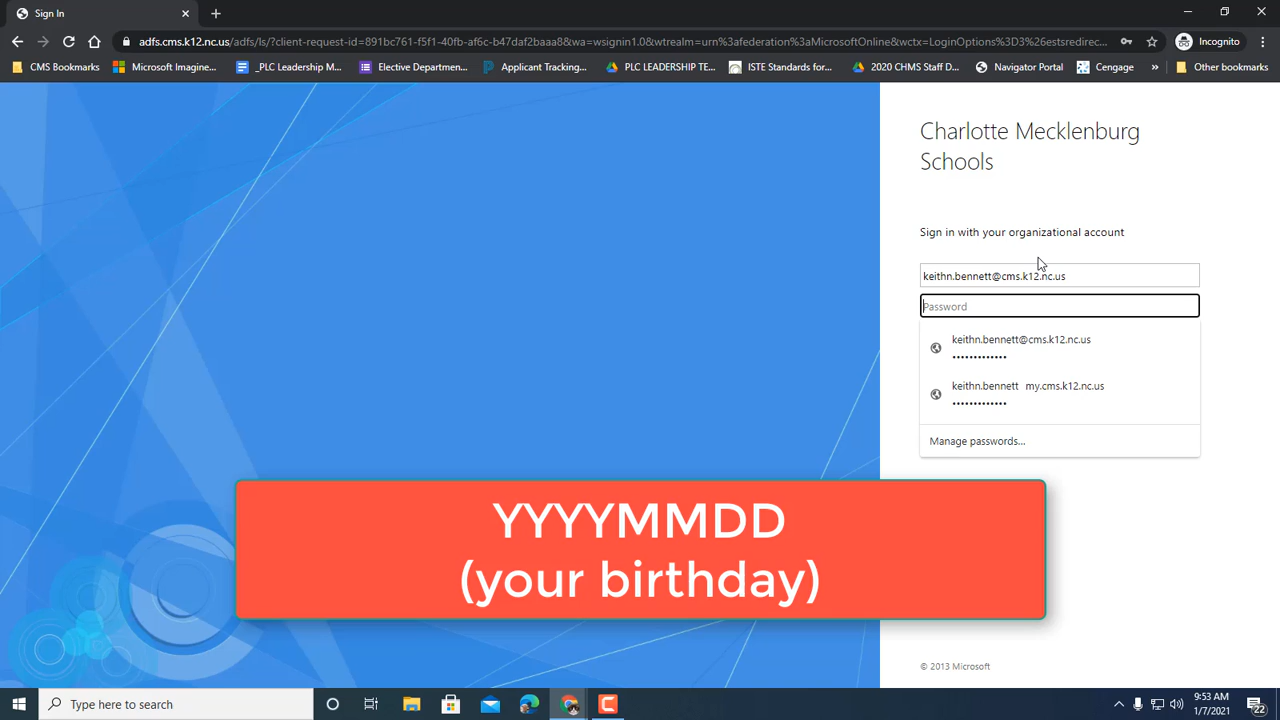 Sign In
adfs.cms.k12.nc.us/adfs/ls/?client-request-id=891bc761-f5f1-40fb-af6c-b47daf2baaa8&wa=wsignin1.0&wtrealm=urn%3afederation%3aMicrosoftOnline&wctx=LoginOptions%3D3%26estsredirec...
Incognito
CMS Bookmarks
Microsoft Imagine...
_PLC Leadership M...
Elective Departmen...
Applicant Tracking...
PLC LEADERSHIP TE...
ISTE Standards for...
2020 CHMS Staff D...
Navigator Portal
Cengage
»
Other bookmarks
Charlotte Mecklenburg
Schools
Sign in with your organizational account
keithn.bennett@cms.k12.nc.us
Password
keithn.bennett@cms.k12.nc.us
•••••••••••••
keithn.bennett my.cms.k12.nc.us
•••••••••••••
Manage passwords...
YYYYMMDD
(your birthday)
© 2013 Microsoft
Type here to search
9:53 AM
1/7/2021
22